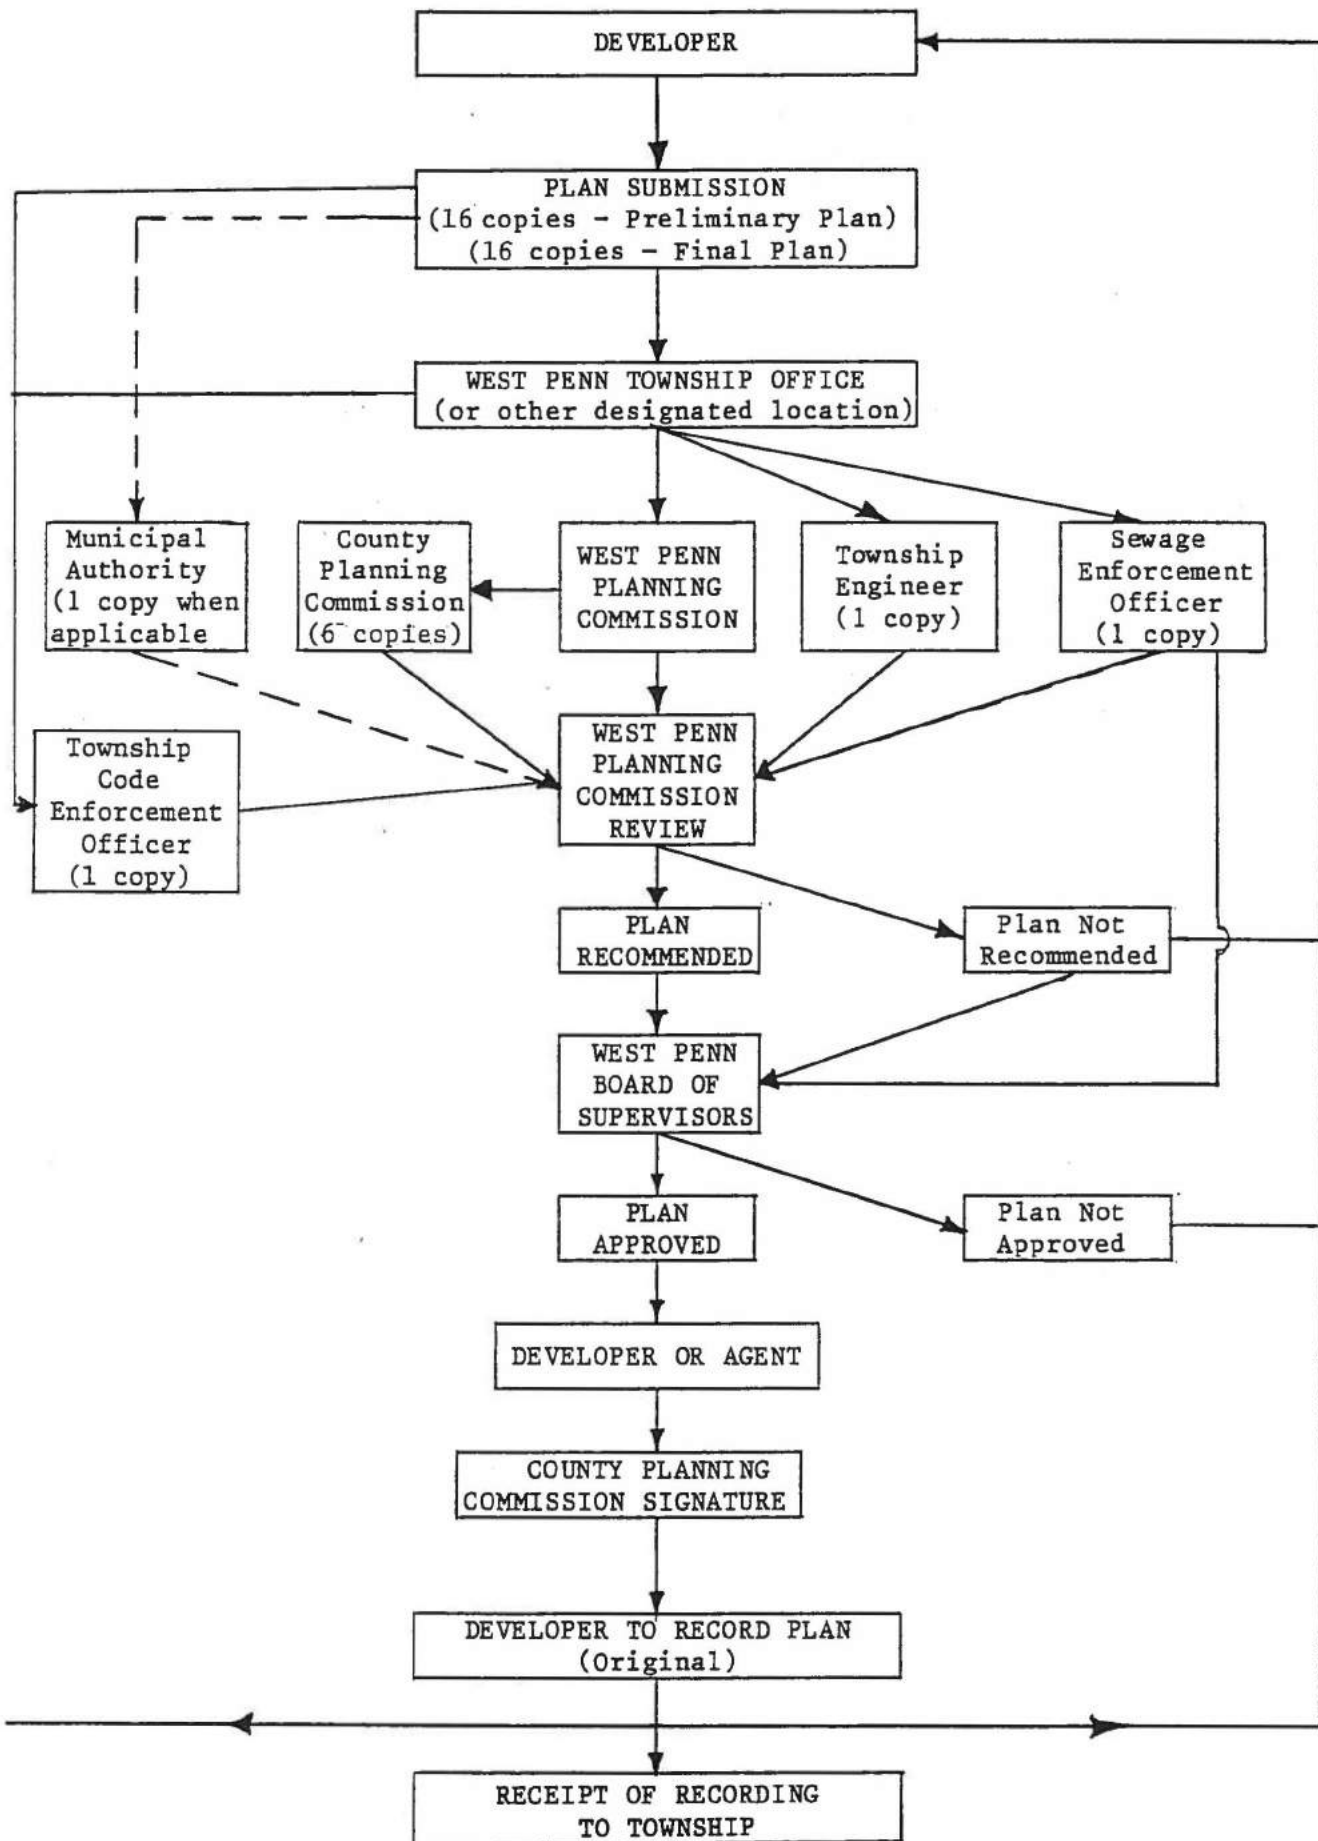 DEVELOPER
PLAN SUBMISSION
(16 copies - Preliminary Plan)
(16 copies - Final Plan)
WEST PENN TOWNSHIP OFFICE
(or other designated location)
Municipal
Authority
(1 copy when
applicable
County
Planning
Commission
(6 copies)
WEST PENN
PLANNING
COMMISSION
Township
Engineer
(1 copy)
Sewage
Enforcement
Officer
(1 copy)
Township
Code
Enforcement
Officer
(1 copy)
WEST PENN
PLANNING
COMMISSION
REVIEW
PLAN
RECOMMENDED
Plan Not
Recommended
WEST PENN
BOARD OF
SUPERVISORS
PLAN
APPROVED
Plan Not
Approved
DEVELOPER OR AGENT
COUNTY PLANNING
COMMISSION SIGNATURE
DEVELOPER TO RECORD PLAN
(Original)
RECEIPT OF RECORDING
TO TOWNSHIP